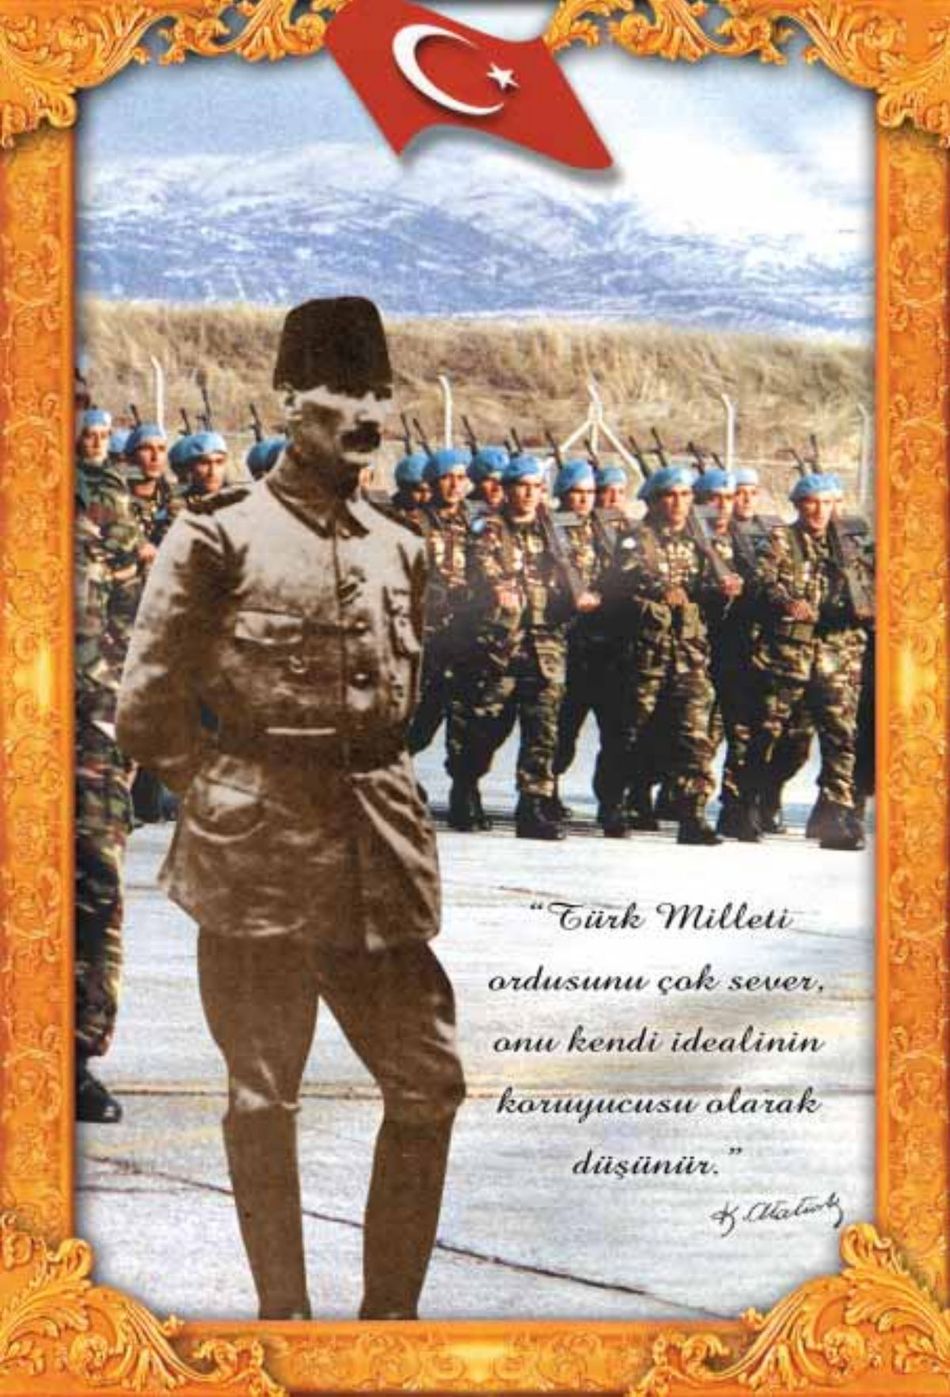 “Türk Milleti
ordusunu çok sever,
onu kendi idealinin
koruyucusu olarak
düşünür.”
K. Atatürk